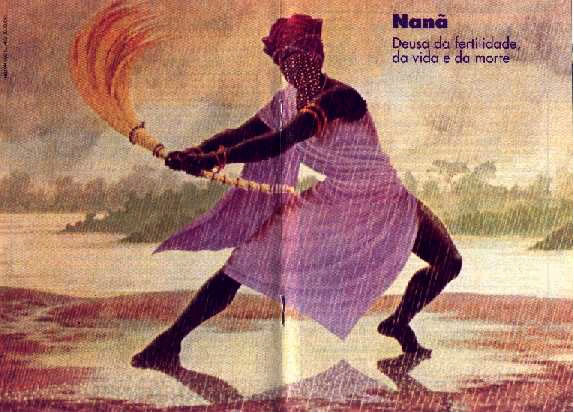 Nanã
Deusa da fertilidade,
da vida e da morte